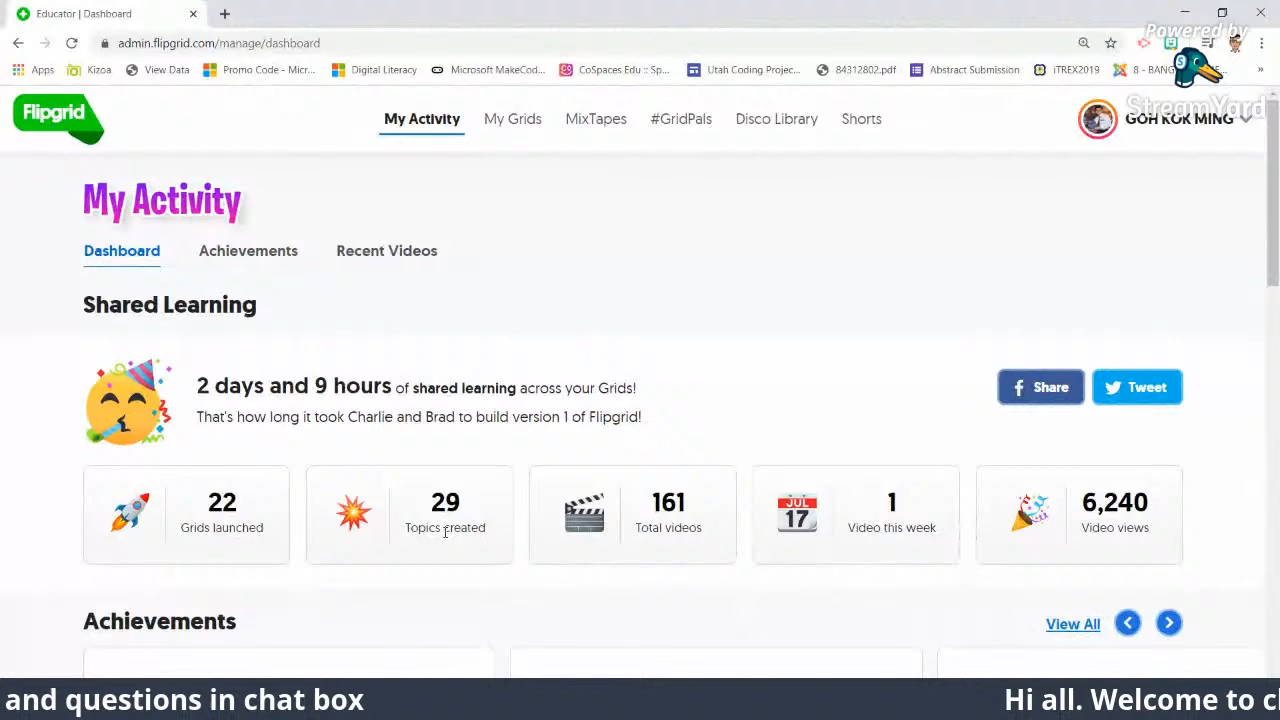 Educator | Dashboard
Powered by
admin.flipgrid.com/manage/dashboard
Apps Kizoa View Data Promo Code - Micr... Digital Literacy Microsoft MakeCod... CoSpaces Edu :: Sp... Utah Coding Projec... 84312802.pdf Abstract Submission iTREX2019 8 - BANG
StreamYard
Flipgrid
My Activity My Grids MixTapes #GridPals Disco Library Shorts GOH KOK MING
My Activity
Dashboard Achievements Recent Videos
Shared Learning
2 days and 9 hours of shared learning across your Grids!
That's how long it took Charlie and Brad to build version 1 of Flipgrid!
Share Tweet
22 Grids launched
29 Topics created
161 Total videos
JUL 17
1 Video this week
6,240 Video views
Achievements
View All
and questions in chat box Hi all. Welcome to